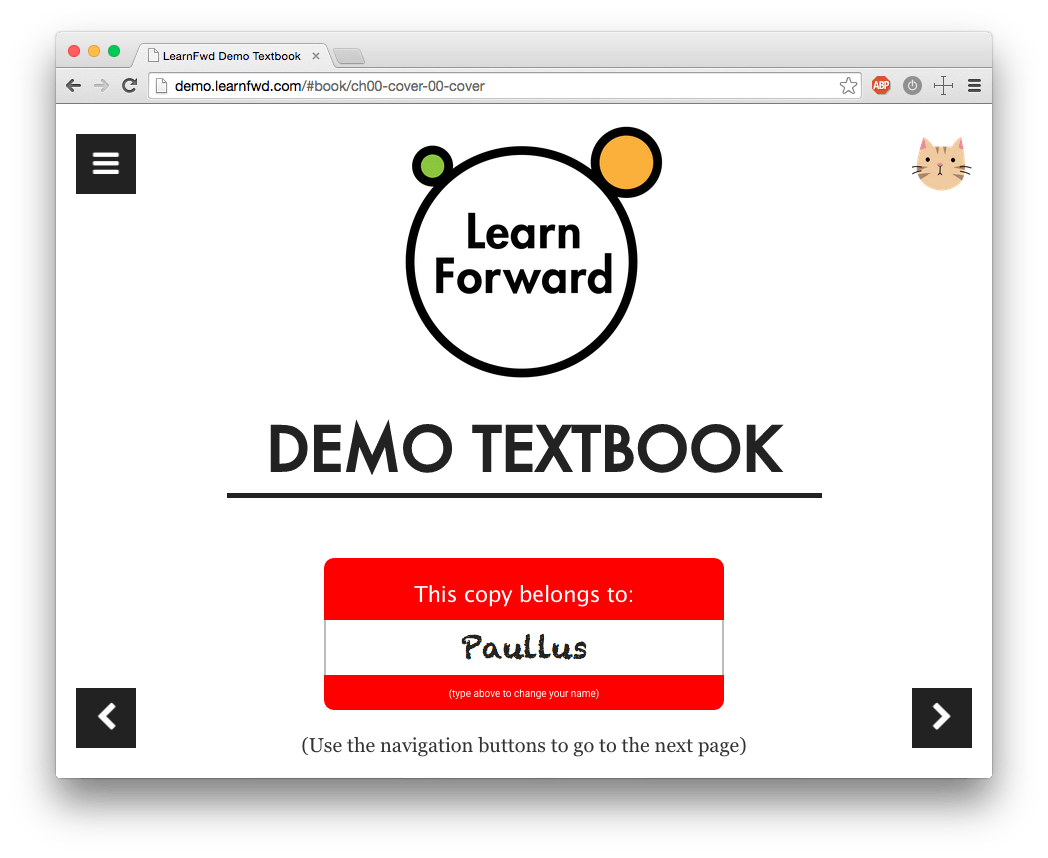 LearnFwd Demo Textbook
demo.learnfwd.com/#book/ch00-cover-00-cover
ABP
Learn
Forward
DEMO TEXTBOOK
This copy belongs to:
Paullus
(type above to change your name)
(Use the navigation buttons to go to the next page)